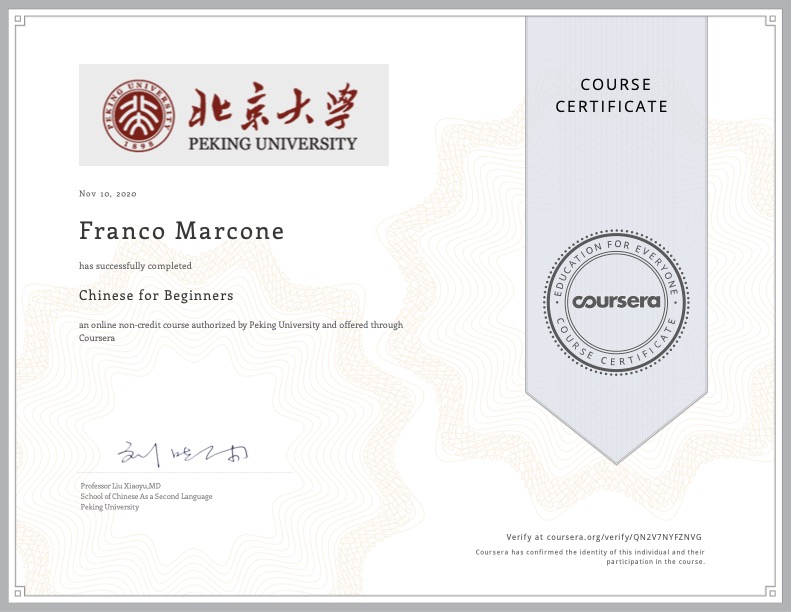 COURSE
CERTIFICATE
PEKING UNIVERSITY
1898
北京大学
PEKING UNIVERSITY
Nov 10, 2020
Franco Marcone
has successfully completed
Chinese for Beginners
an online non-credit course authorized by Peking University and offered through
Coursera
EDUCATION FOR EVERYONE
coursera
COURSE CERTIFICATE
刘晓雨
Professor Liu Xiaoyu,MD
School of Chinese As a Second Language
Peking University
Verify at coursera.org/verify/QN2V7NYFZNVG
Coursera has confirmed the identity of this individual and their
participation in the course.